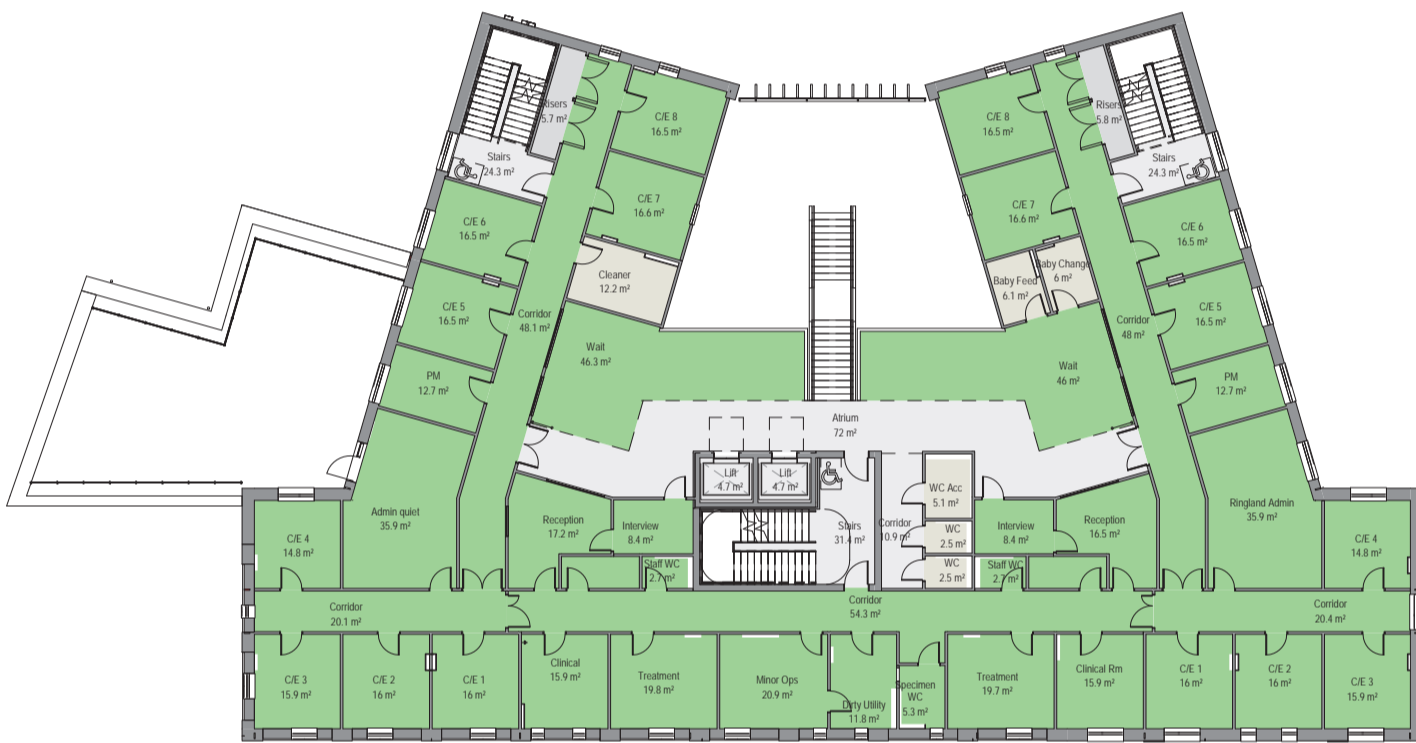 Risers
5.7 m²
C/E 8
16.5 m²
Stairs
24.3 m²
C/E 7
16.6 m²
C/E 6
16.5 m²
Cleaner
12.2 m²
C/E 5
16.5 m²
Corridor
48.1 m²
Wait
46.3 m²
PM
12.7 m²
C/E 8
16.5 m²
Risers
5.8 m²
Stairs
24.3 m²
C/E 7
16.6 m²
C/E 6
16.5 m²
Baby Change
6 m²
Baby Feed
6.1 m²
Corridor
48 m²
C/E 5
16.5 m²
Wait
46 m²
PM
12.7 m²
Atrium
72 m²
Lift
4.7 m²
Lift
4.7 m²
Admin quiet
35.9 m²
C/E 4
14.8 m²
Reception
17.2 m²
Interview
8.4 m²
Staff WC
2.7 m²
Stairs
31.4 m²
Corridor
10.9 m²
WC Acc
5.1 m²
WC
2.5 m²
WC
2.5 m²
Interview
8.4 m²
Reception
16.5 m²
Staff WC
2.7 m²
Ringland Admin
35.9 m²
C/E 4
14.8 m²
Corridor
20.1 m²
Corridor
54.3 m²
Corridor
20.4 m²
C/E 3
15.9 m²
C/E 2
16 m²
C/E 1
16 m²
Clinical
15.9 m²
Treatment
19.8 m²
Minor Ops
20.9 m²
Dirty Utility
11.8 m²
Specimen
WC
5.3 m²
Treatment
19.7 m²
Clinical Rm
15.9 m²
C/E 1
16 m²
C/E 2
16 m²
C/E 3
15.9 m²